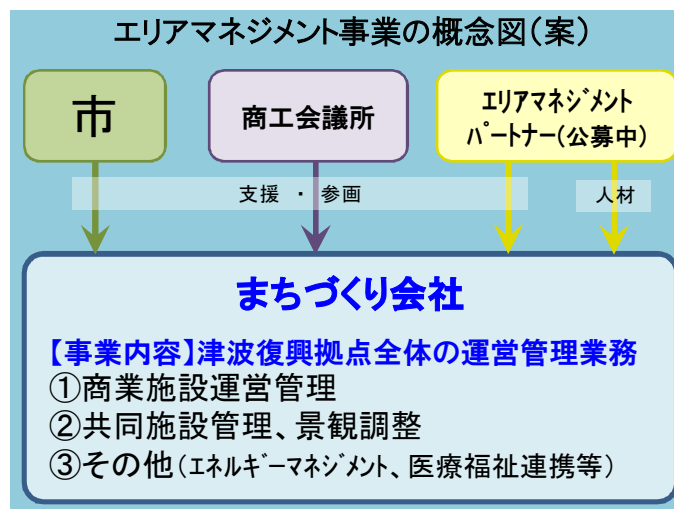 エリアマネジメント事業の概念図(案)
市
商工会議所
ｴﾘｱﾏﾈｼﾞﾒﾝﾄ
ﾊﾟｰﾄﾅｰ(公募中)
支援 ・ 参画
人材
まちづくり会社
【事業内容】津波復興拠点全体の運営管理業務
①商業施設運営管理
②共同施設管理、景観調整
③その他(ｴﾈﾙｷﾞｰﾏﾈｼﾞﾒﾝﾄ、医療福祉連携等)